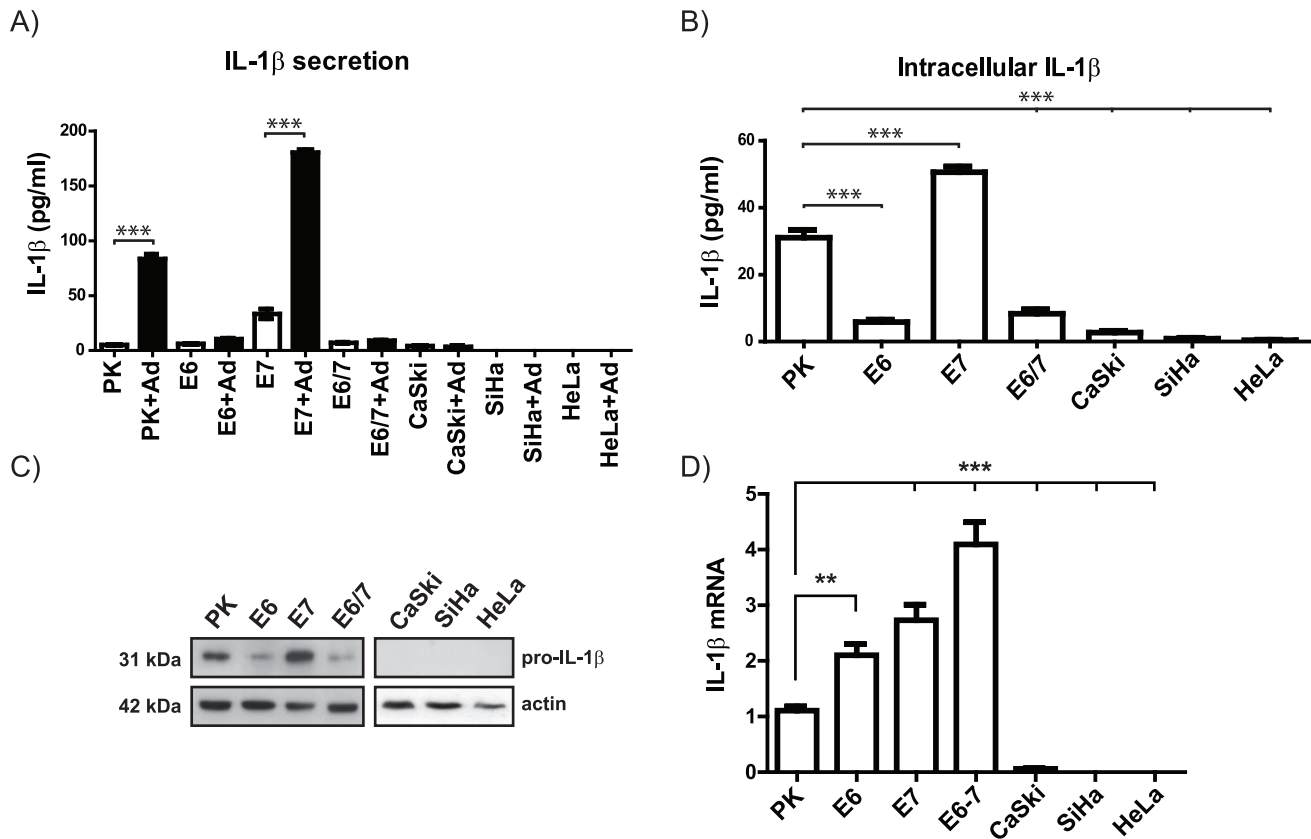 A)
IL-1β secretion
IL-1β (pg/ml)
200
150
100
50
0
***
***
PK
PK+Ad
E6
E6+Ad
E7
E7+Ad
E6/7
E6/7+Ad
CaSki
CaSki+Ad
SiHa
SiHa+Ad
HeLa
HeLa+Ad
B)
Intracellular IL-1β
***
***
***
IL-1β (pg/ml)
60
40
20
0
PK
E6
E7
E6/7
CaSki
SiHa
HeLa
C)
PK
E6
E7
E6/7
CaSki
SiHa
HeLa
31 kDa
pro-IL-1β
42 kDa
actin
D)
***
**
IL-1β mRNA
5
4
3
2
1
0
PK
E6
E7
E6-7
CaSki
SiHa
HeLa